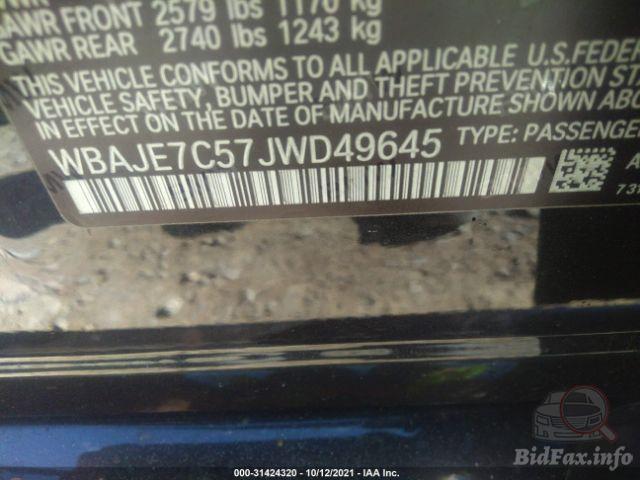 GAWR FRONT 2579 lbs 1170 kg
GAWR REAR 2740 lbs 1243 kg
THIS VEHICLE CONFORMS TO ALL APPLICABLE U.S.FEDER
VEHICLE SAFETY, BUMPER AND THEFT PREVENTION ST
IN EFFECT ON THE DATE OF MANUFACTURE SHOWN ABO
WBAJE7C57JWD49645 TYPE: PASSENGE
000-31424320 - 10/12/2021 - IAA Inc.
BidFax.info